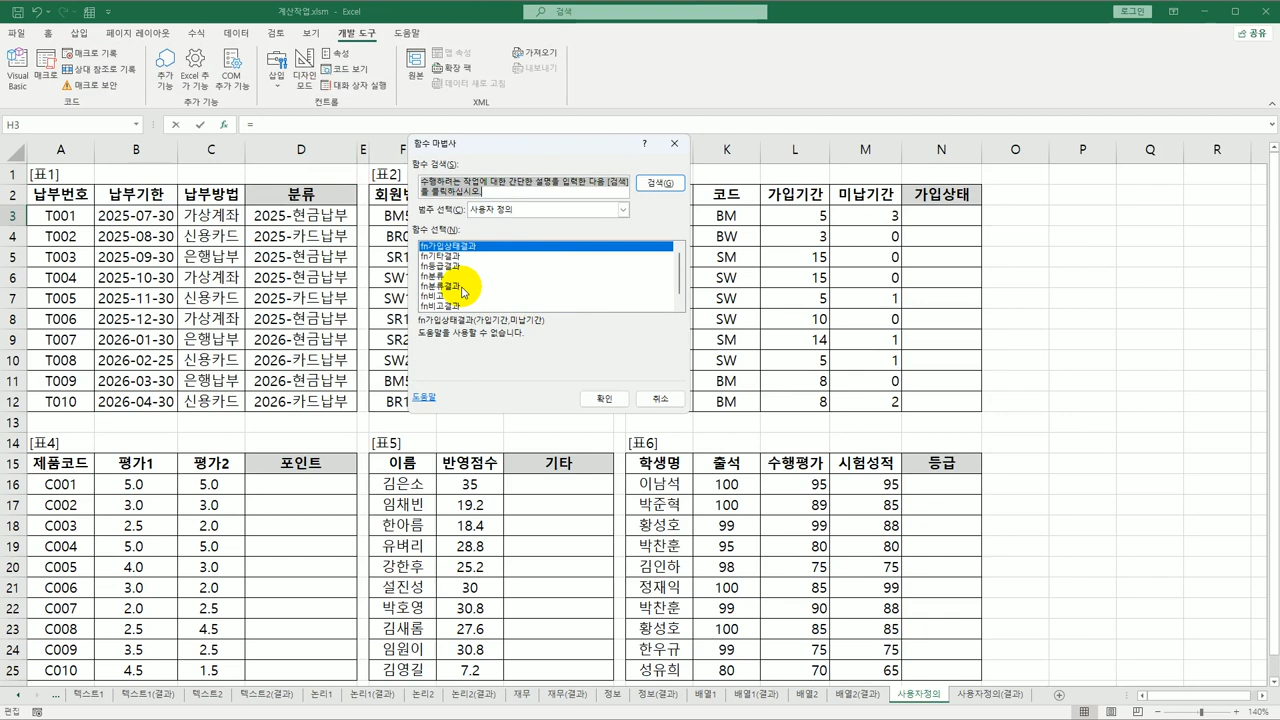 계산작업.xlsm - Excel
검색
로그인
파일 홈 삽입 페이지 레이아웃 수식 데이터 검토 보기 개발 도구 도움말
공유
Visual Basic
매크로
매크로 기록
상대 참조로 기록
매크로 보안
코드
추가 기능
Excel 추가 기능
COM 추가 기능
추가 기능
삽입
디자인 모드
속성
코드 보기
대화 상자 실행
컨트롤
원본
맵 속성
확장 팩
데이터 새로 고침
가져오기
내보내기
XML
H3
fx
=
함수 마법사
?
함수 검색(S):
수행하려는 작업에 대한 간단한 설명을 입력한 다음 [검색]
을 클릭하십시오.
검색(G)
범주 선택(C): 사용자 정의
함수 선택(N):
fn가입상태결과
fn기타결과
fn등급결과
fn분류
fn분류결과
fn비고
fn비고결과
fn가입상태결과(가입기간,미납기간)
도움말을 사용할 수 없습니다.
도움말
확인
취소
A B C D E K L M N O P Q R
1 [표1] [표2]
2 납부번호 납부기한 납부방법 분류 코드 가입기간 미납기간 가입상태
3 T001 2025-07-30 가상계좌 2025-현금납부 BM 5 3
4 T002 2025-08-30 신용카드 2025-카드납부 BW 3 0
5 T003 2025-09-30 은행납부 2025-현금납부 SM 15 0
6 T004 2025-10-30 가상계좌 2025-현금납부 SW 15 0
7 T005 2025-11-30 신용카드 2025-카드납부 SW 5 1
8 T006 2025-12-30 가상계좌 2025-현금납부 SW 10 0
9 T007 2026-01-30 은행납부 2026-현금납부 SM 14 1
10 T008 2026-02-25 신용카드 2026-카드납부 SW 5 1
11 T009 2026-03-30 은행납부 2026-현금납부 BM 8 0
12 T010 2026-04-30 신용카드 2026-카드납부 BM 8 2
13
14 [표4] [표5] [표6]
15 제품코드 평가1 평가2 포인트 이름 반영점수 기타 학생명 출석 수행평가 시험성적 등급
16 C001 5.0 5.0 김은소 35 이남석 100 95 95
17 C002 3.0 3.0 임채빈 19.2 박준혁 100 89 85
18 C003 2.5 2.0 한아름 18.4 황성호 99 99 88
19 C004 5.0 5.0 유벼리 28.8 박찬훈 95 80 80
20 C005 4.0 3.0 강한후 25.2 김인하 98 75 75
21 C006 3.0 2.0 설진성 30 정재익 100 85 99
22 C007 2.0 2.5 박호영 30.8 박찬훈 99 90 88
23 C008 2.5 4.5 김새롬 27.6 황성호 100 85 85
24 C009 3.5 2.5 임원이 30.8 한우규 99 75 75
25 C010 4.5 1.5 김영길 7.2 성유희 80 70 65
... 텍스트1 텍스트1(결과) 텍스트2 텍스트2(결과) 논리1 논리1(결과) 논리2 논리2(결과) 재무 재무(결과) 정보 정보(결과) 배열1 배열1(결과) 배열2 배열2(결과) 사용자정의 사용자정의(결과)
편집
140%